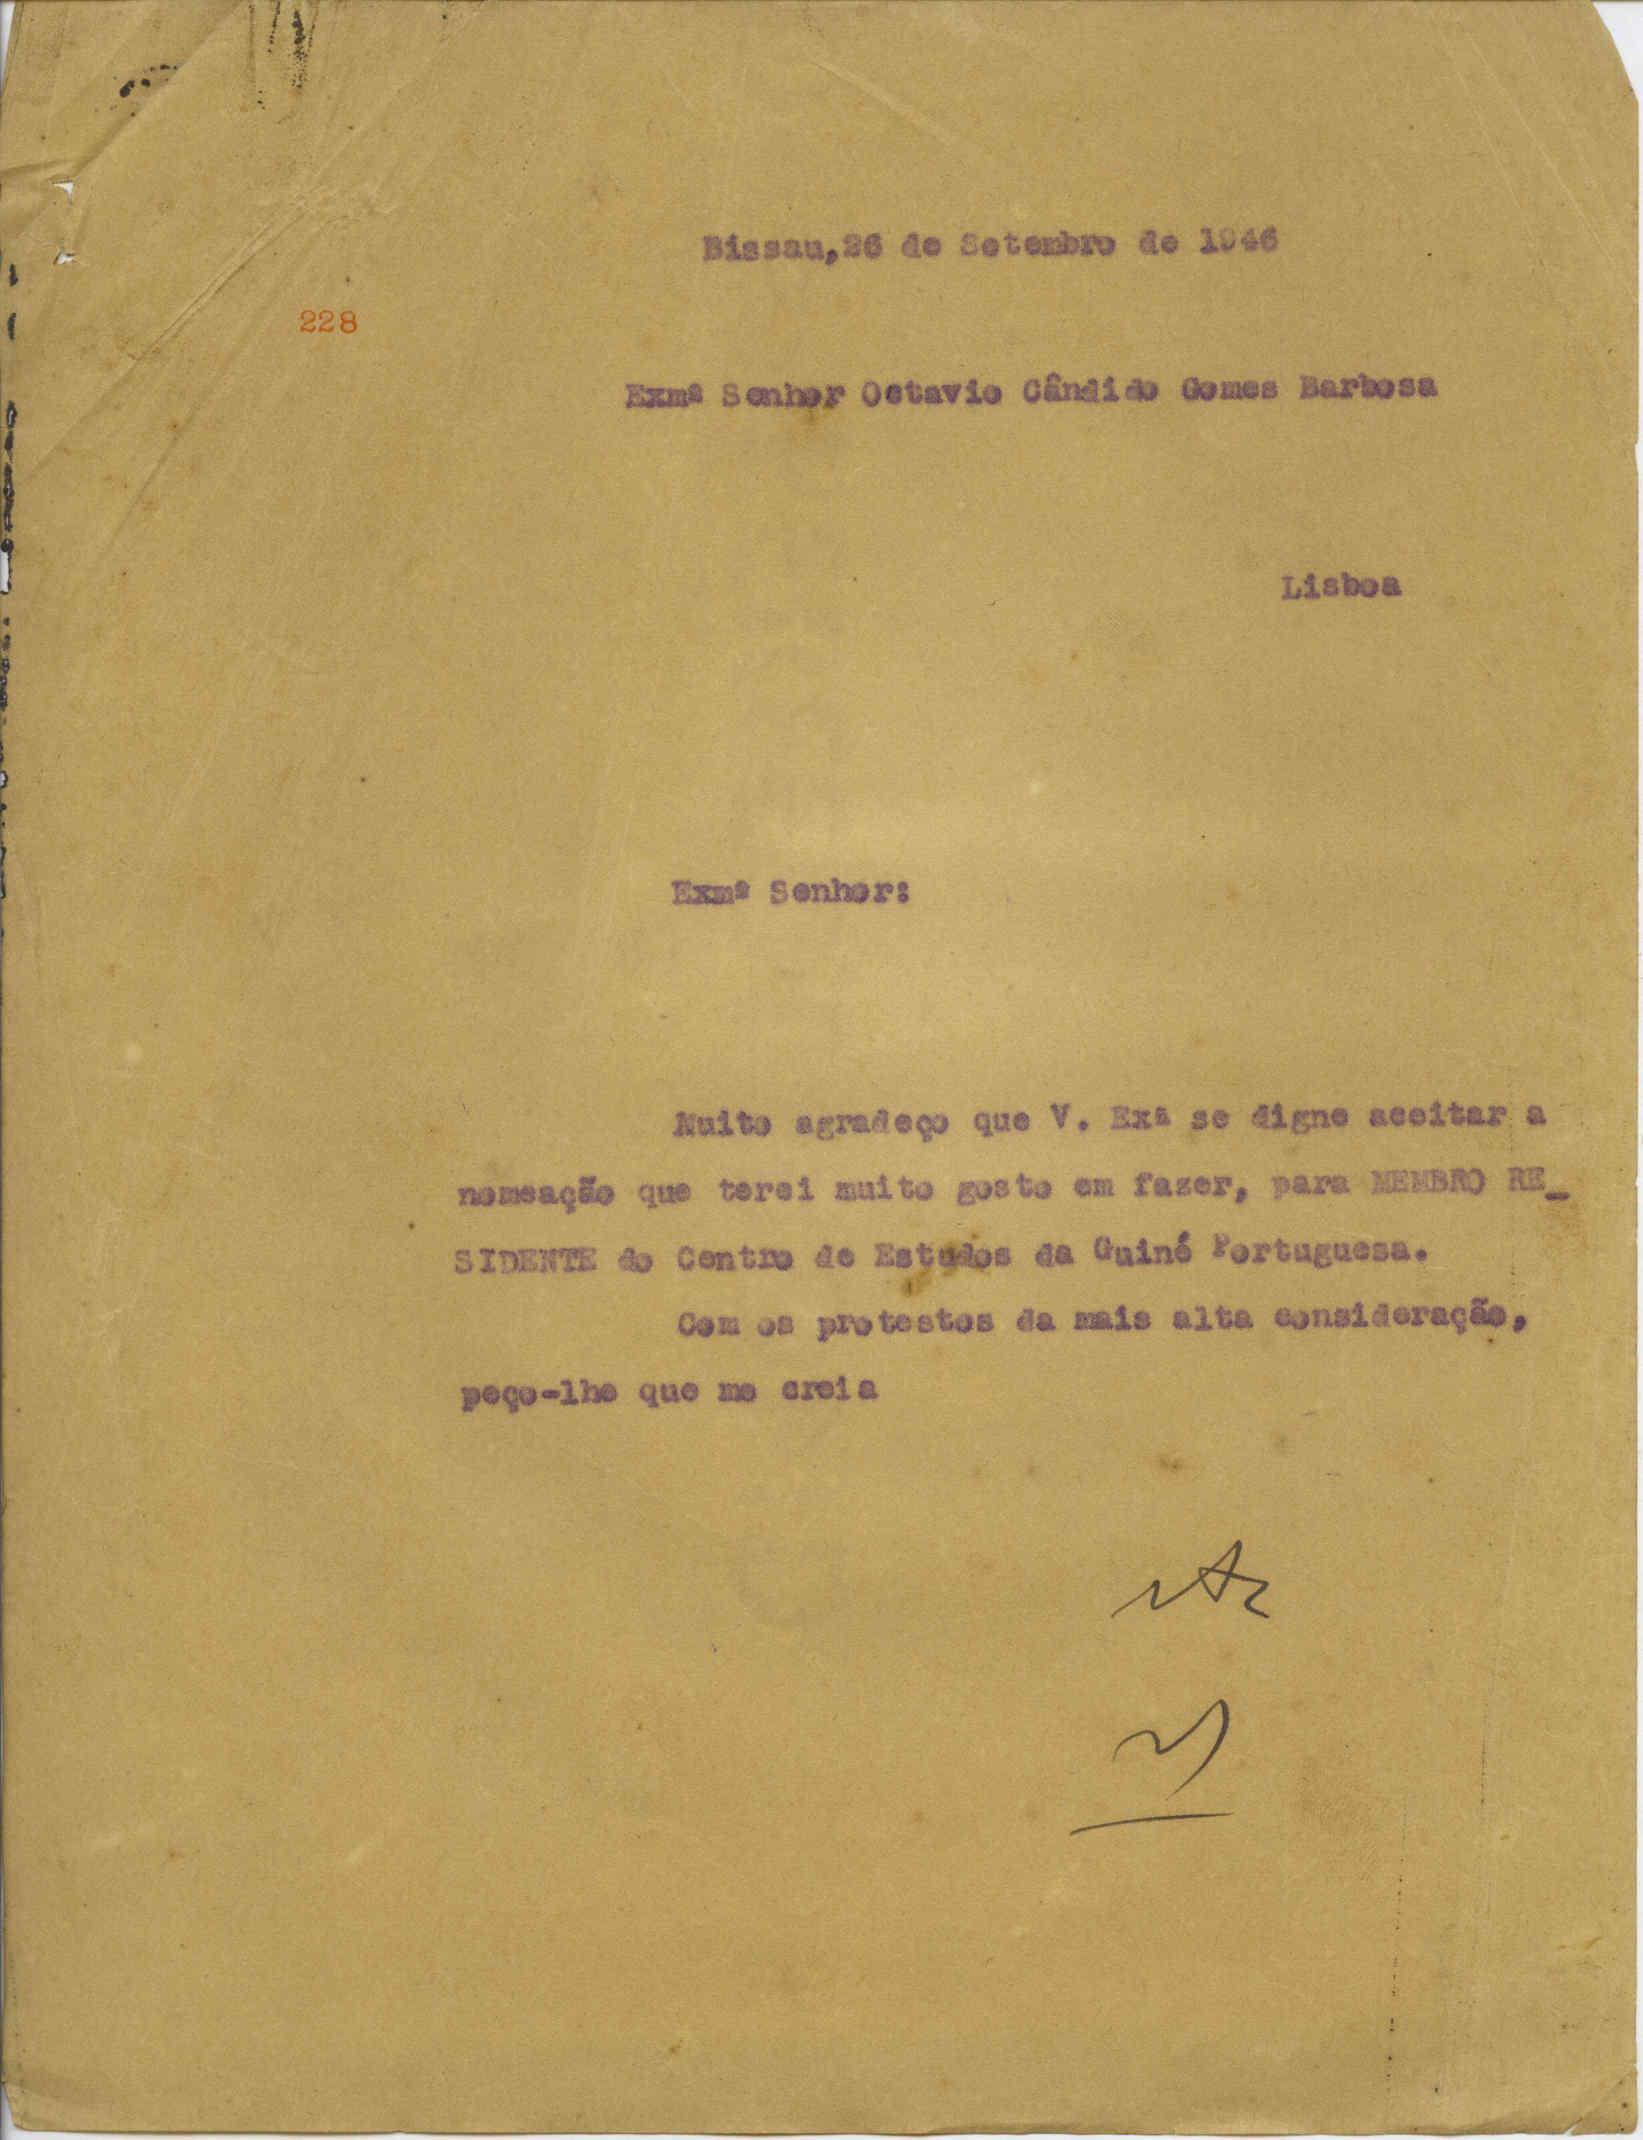 Bissau,26 de Setembro de 1946
228
Exmº Senhor Octavio Cândido Gomes Barbosa
Lisboa
Exmº Senhor:
Muito agradeço que V. Exª se digne aceitar a
nomeação que terei muito gosto em fazer, para MEMBRO RE_
SIDENTE do Centro de Estudos da Guiné Portuguesa.
Com os protestos da mais alta consideração,
peço-lhe que me creia